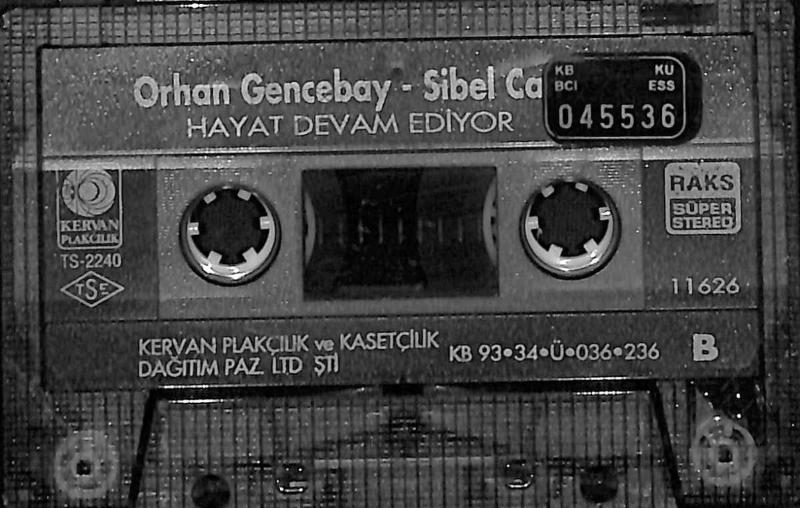 Orhan Gencebay - Sibel Ca
HAYAT DEVAM EDİYOR
KB KÜ
BCI ESS
045536
KERVAN
PLAKÇILIK
TS-2240
TSE
RAKS
SÜPER
STEREO
11626
KERVAN PLAKÇILIK ve KASETÇİLİK
DAĞITIM PAZ. LTD ŞTİ
KB 93•34•Ü•036•236
B